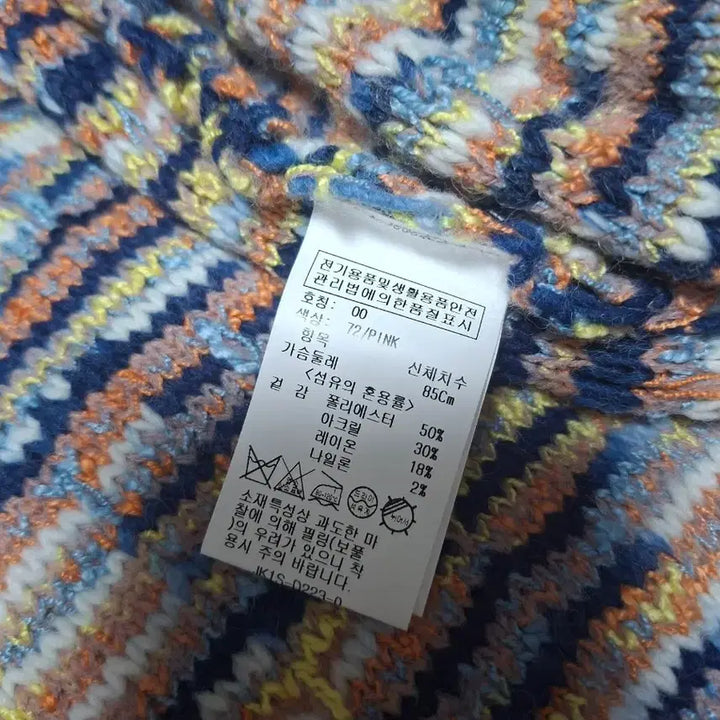 전기용품및생활용품안전
관리법에의한품질표시
호칭: 00
색상: 72/PINK
항목 신체치수
가슴둘레 85Cm
<섬유의 혼용률>
겉 감 폴리에스터 50%
아크릴 30%
레이온 18%
나일론 2%
드라이
소재특성상 과도한 마
찰에 의해 필링(보풀
)의 우려가 있으니 착
용시 주의 바랍니다.